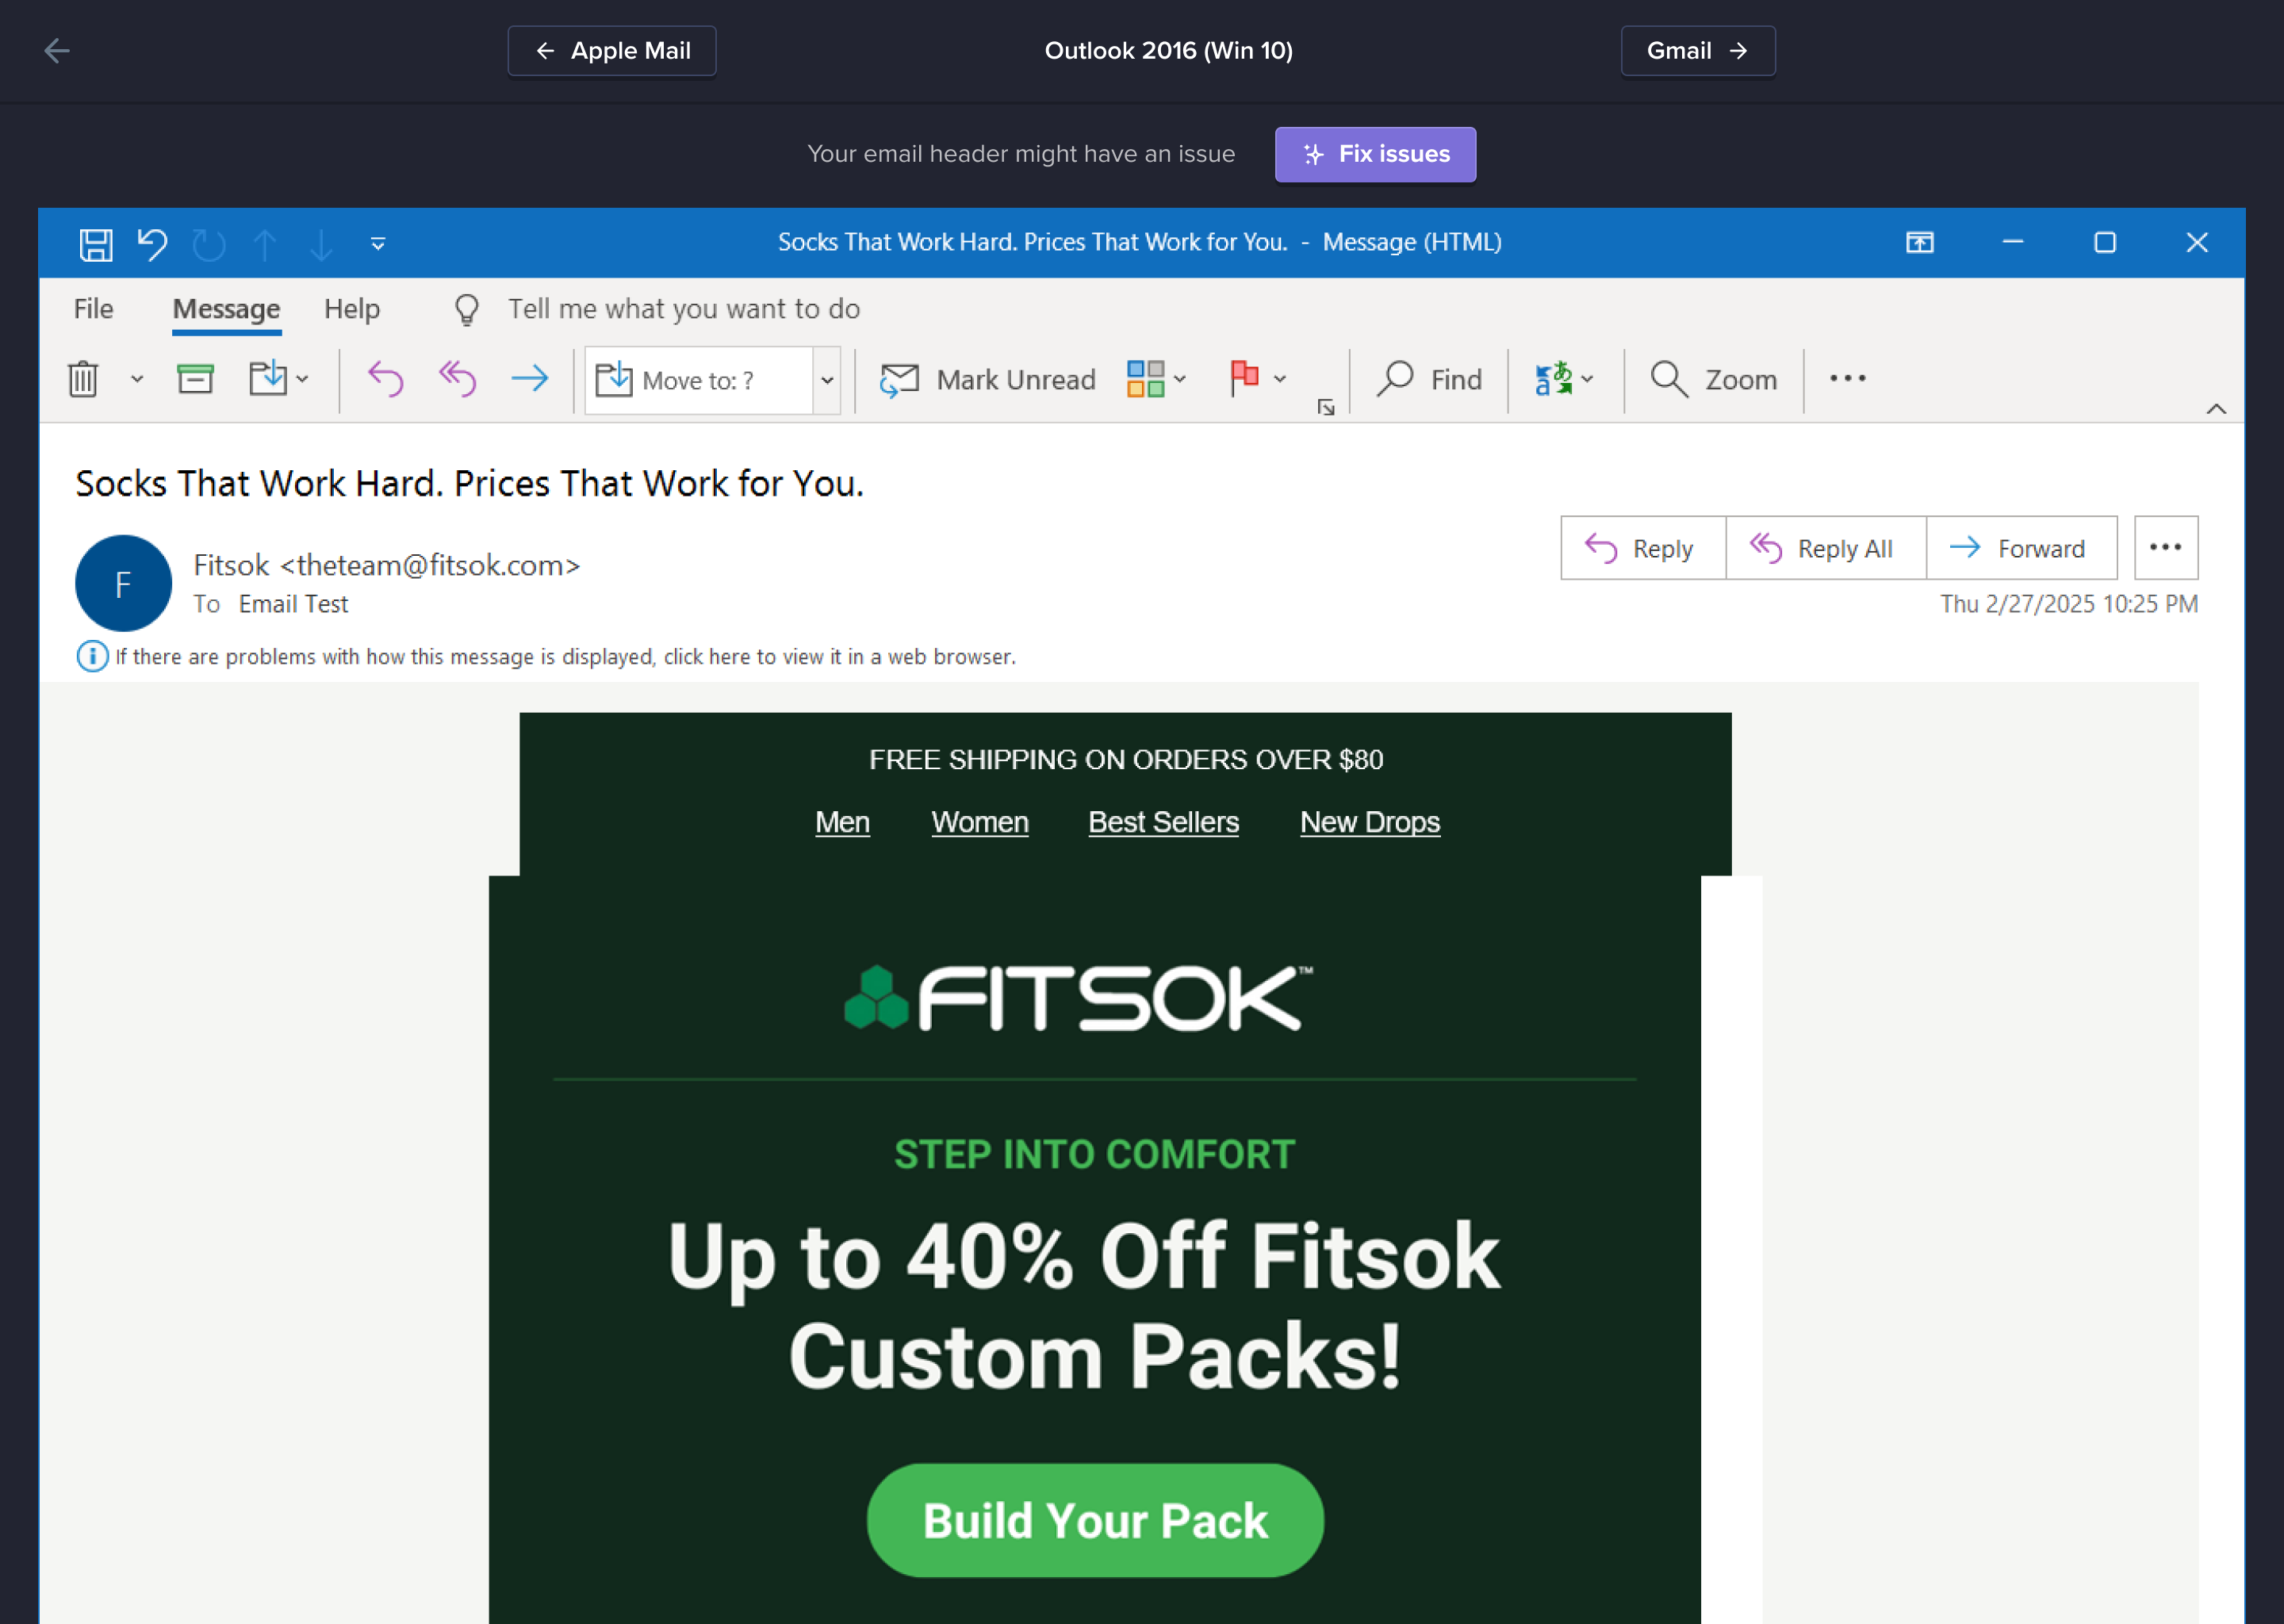 Apple Mail
Outlook 2016 (Win 10)
Gmail
Your email header might have an issue
Fix issues
Socks That Work Hard. Prices That Work for You. - Message (HTML)
File Message Help Tell me what you want to do
Move to: ? Mark Unread Find Zoom
Socks That Work Hard. Prices That Work for You.
F
Fitsok <theteam@fitsok.com>
To Email Test
Reply Reply All Forward
Thu 2/27/2025 10:25 PM
If there are problems with how this message is displayed, click here to view it in a web browser.
FREE SHIPPING ON ORDERS OVER $80
Men Women Best Sellers New Drops
FITSOK™
STEP INTO COMFORT
Up to 40% Off Fitsok
Custom Packs!
Build Your Pack